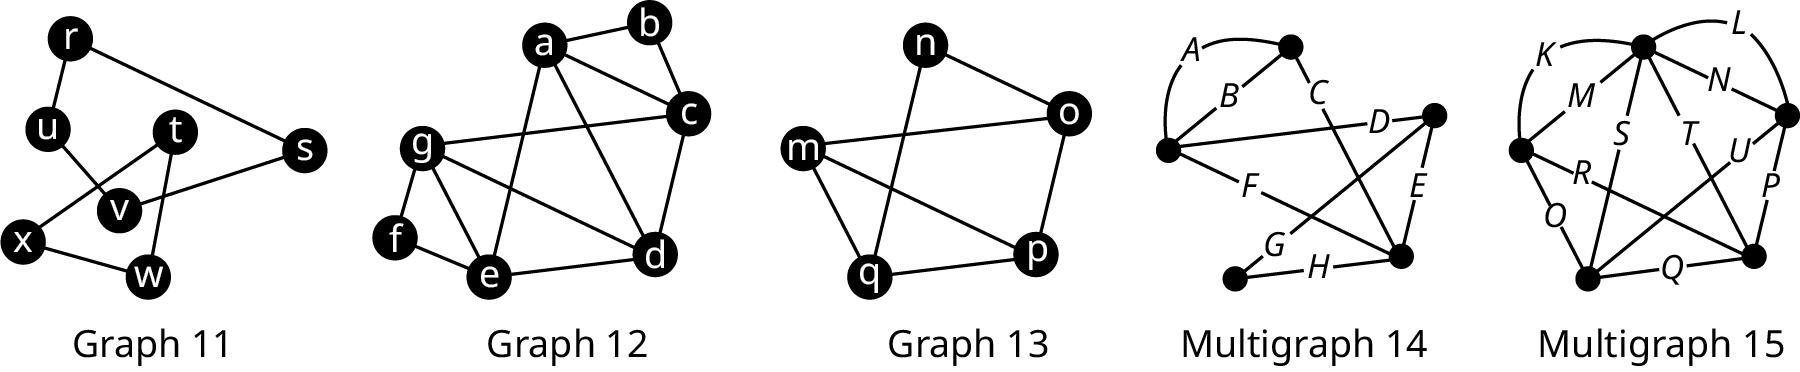 r
u
t
s
v
x
w
Graph 11
a
b
c
g
f
e
d
Graph 12
n
o
m
q
p
Graph 13
A
B
C
D
F
E
G
H
Multigraph 14
K
L
M
N
S
T
U
R
P
O
Q
Multigraph 15